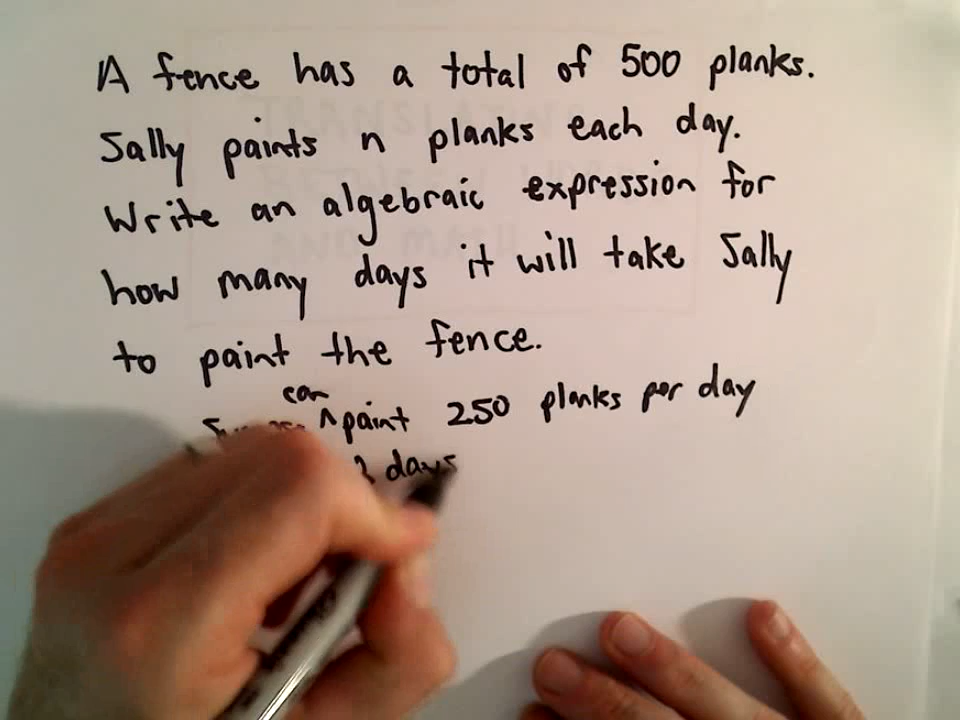 A fence has a total of 500 planks.
Sally paints n planks each day.
Write an algebraic expression for
how many days it will take Sally
to paint the fence.
can
^ paint 250 planks per day
days